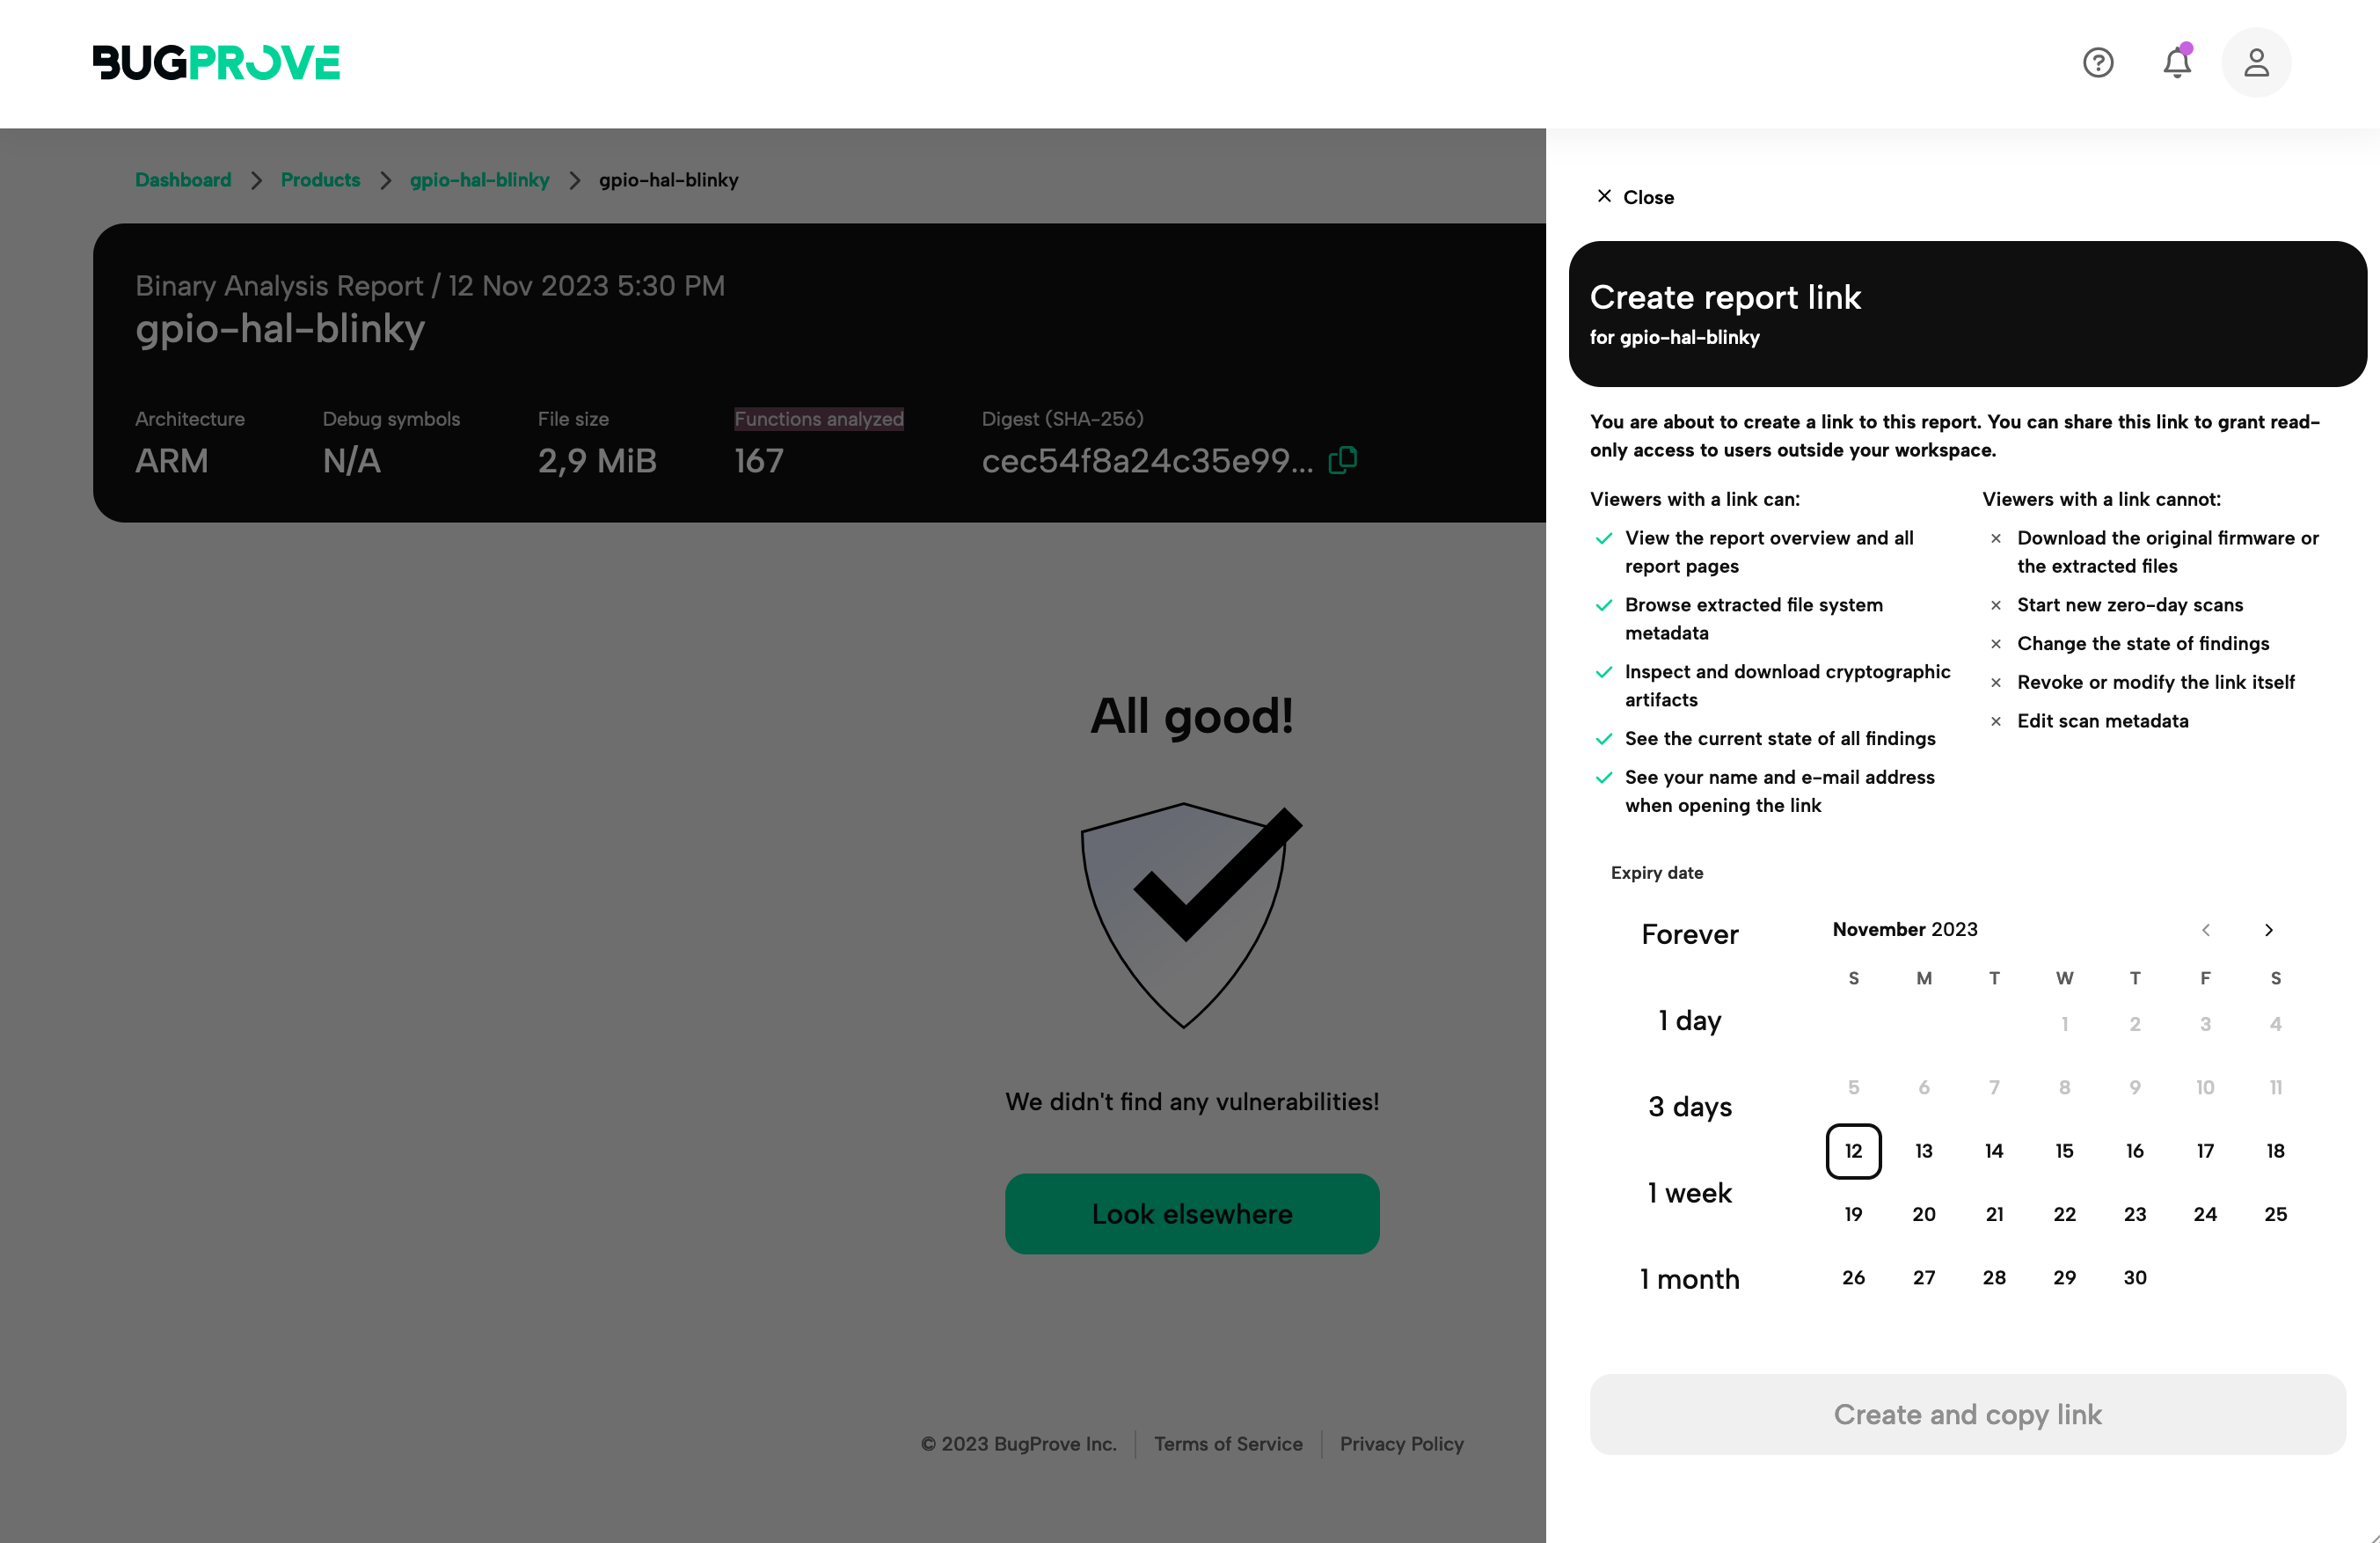 BUGPROVE
Dashboard > Products > gpio-hal-blinky > gpio-hal-blinky
Binary Analysis Report / 12 Nov 2023 5:30 PM
gpio-hal-blinky
Architecture
ARM
Debug symbols
N/A
File size
2,9 MiB
Functions analyzed
167
Digest (SHA-256)
cec54f8a24c35e99...
All good!
We didn't find any vulnerabilities!
Look elsewhere
© 2023 BugProve Inc.
Terms of Service
Privacy Policy
Close
Create report link
for gpio-hal-blinky
You are about to create a link to this report. You can share this link to grant read-
only access to users outside your workspace.
Viewers with a link can:
View the report overview and all
report pages
Browse extracted file system
metadata
Inspect and download cryptographic
artifacts
See the current state of all findings
See your name and e-mail address
when opening the link
Viewers with a link cannot:
Download the original firmware or
the extracted files
Start new zero-day scans
Change the state of findings
Revoke or modify the link itself
Edit scan metadata
Expiry date
Forever
1 day
3 days
1 week
1 month
November 2023
S M T W T F S
1 2 3 4
5 6 7 8 9 10 11
12 13 14 15 16 17 18
19 20 21 22 23 24 25
26 27 28 29 30
Create and copy link